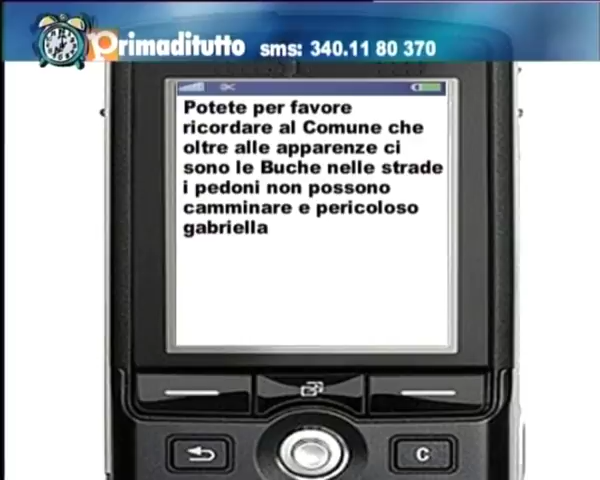 primaditutto sms: 340.11 80 370
Potete per favore
ricordare al Comune che
oltre alle apparenze ci
sono le Buche nelle strade
i pedoni non possono
camminare e pericoloso
gabriella
C